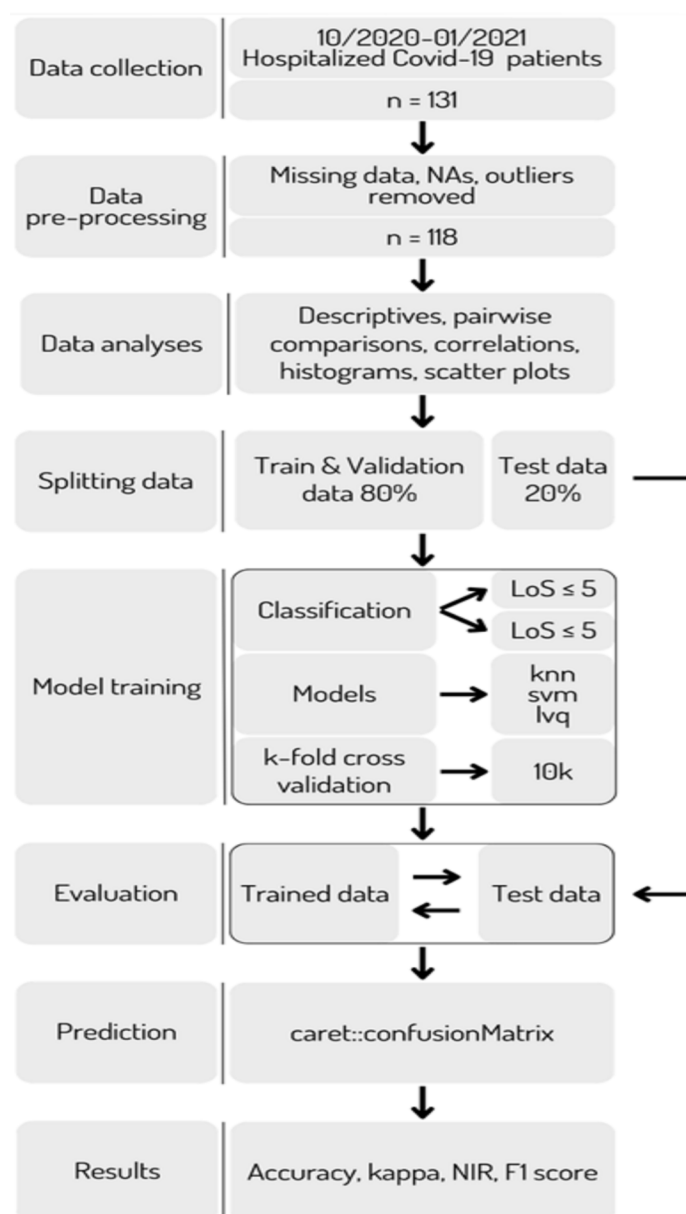 Data collection
10/2020-01/2021
Hospitalized Covid-19 patients
n = 131
Data
pre-processing
Missing data, NAs, outliers
removed
n = 118
Data analyses
Descriptives, pairwise
comparisons, correlations,
histograms, scatter plots
Splitting data
Train & Validation
data 80%
Test data
20%
Model training
Classification
LoS ≤ 5
LoS ≤ 5
Models
knn
svm
lvq
k-fold cross
validation
10k
Evaluation
Trained data
Test data
Prediction
caret::confusionMatrix
Results
Accuracy, kappa, NIR, F1 score